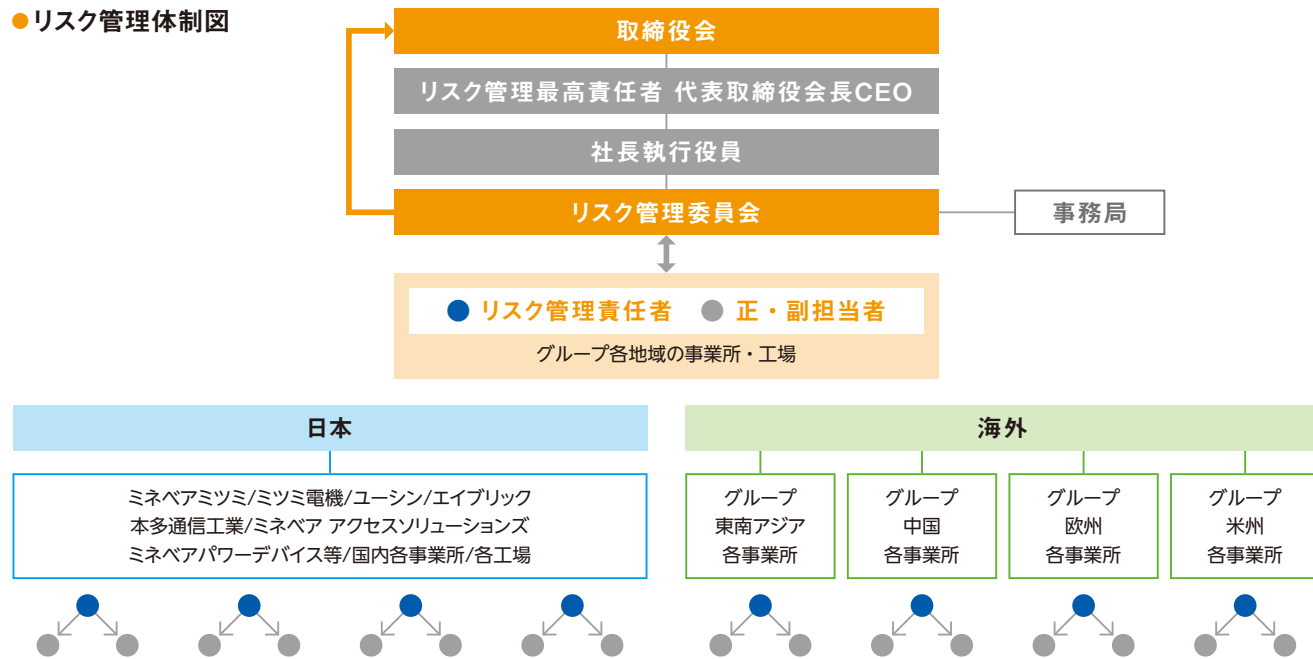 ●リスク管理体制図
取締役会
リスク管理最高責任者 代表取締役会長CEO
社長執行役員
リスク管理委員会
事務局
リスク管理責任者 正・副担当者
グループ各地域の事業所・工場
日本
ミネベアミツミ/ミツミ電機/ユーシン/エイブリック
本多通信工業/ミネベア アクセスソリューションズ
ミネベアパワーデバイス等/国内各事業所/各工場
海外
グループ
東南アジア
各事業所
グループ
中国
各事業所
グループ
欧州
各事業所
グループ
米州
各事業所